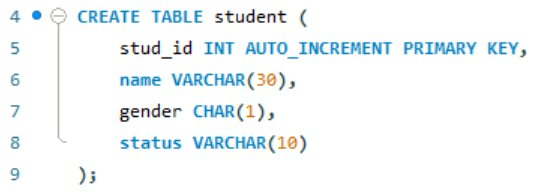 4 CREATE TABLE student (
5 stud_id INT AUTO_INCREMENT PRIMARY KEY,
6 name VARCHAR(30),
7 gender CHAR(1),
8 status VARCHAR(10)
9 );